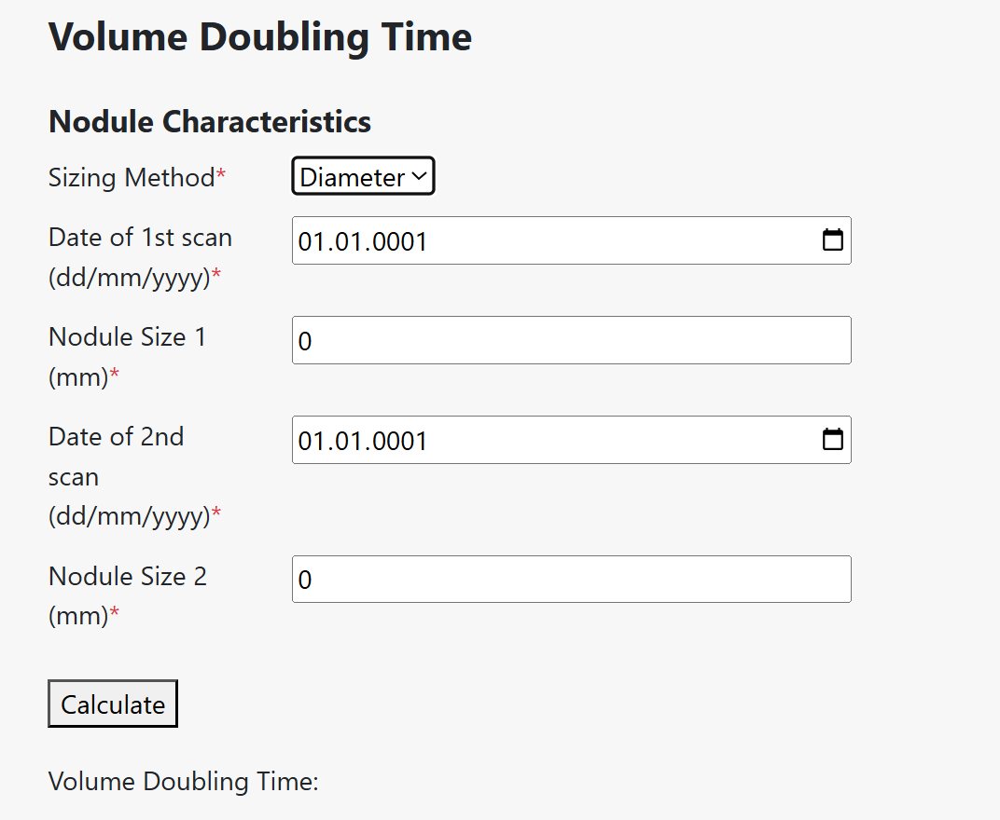 Volume Doubling Time
Nodule Characteristics
Sizing Method* Diameter
Date of 1st scan
(dd/mm/yyyy)*
01.01.0001
Nodule Size 1
(mm)*
0
Date of 2nd
scan
(dd/mm/yyyy)*
01.01.0001
Nodule Size 2
(mm)*
0
Calculate
Volume Doubling Time: